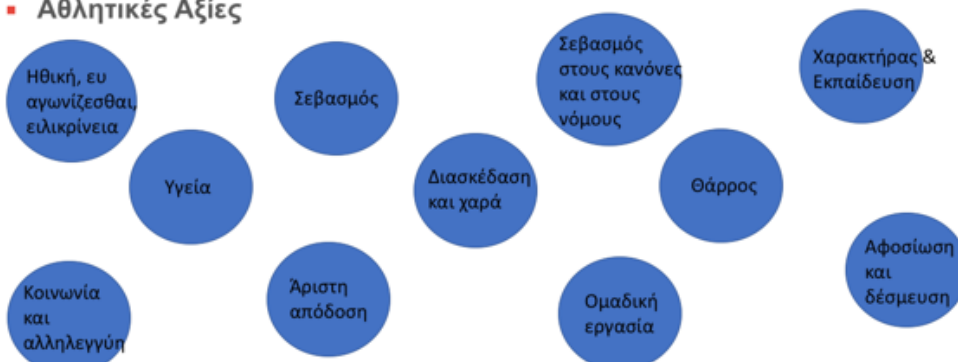 ▪ Αθλητικές Αξίες
Ηθική, ευ
αγωνίζεσθαι,
ειλικρίνεια
Σεβασμός
Σεβασμός
στους κανόνες
και στους
νόμους
Χαρακτήρας &
Εκπαίδευση
Υγεία
Διασκέδαση
και χαρά
Θάρρος
Κοινωνία
και
αλληλεγγύη
Άριστη
απόδοση
Ομαδική
εργασία
Αφοσίωση
και
δέσμευση